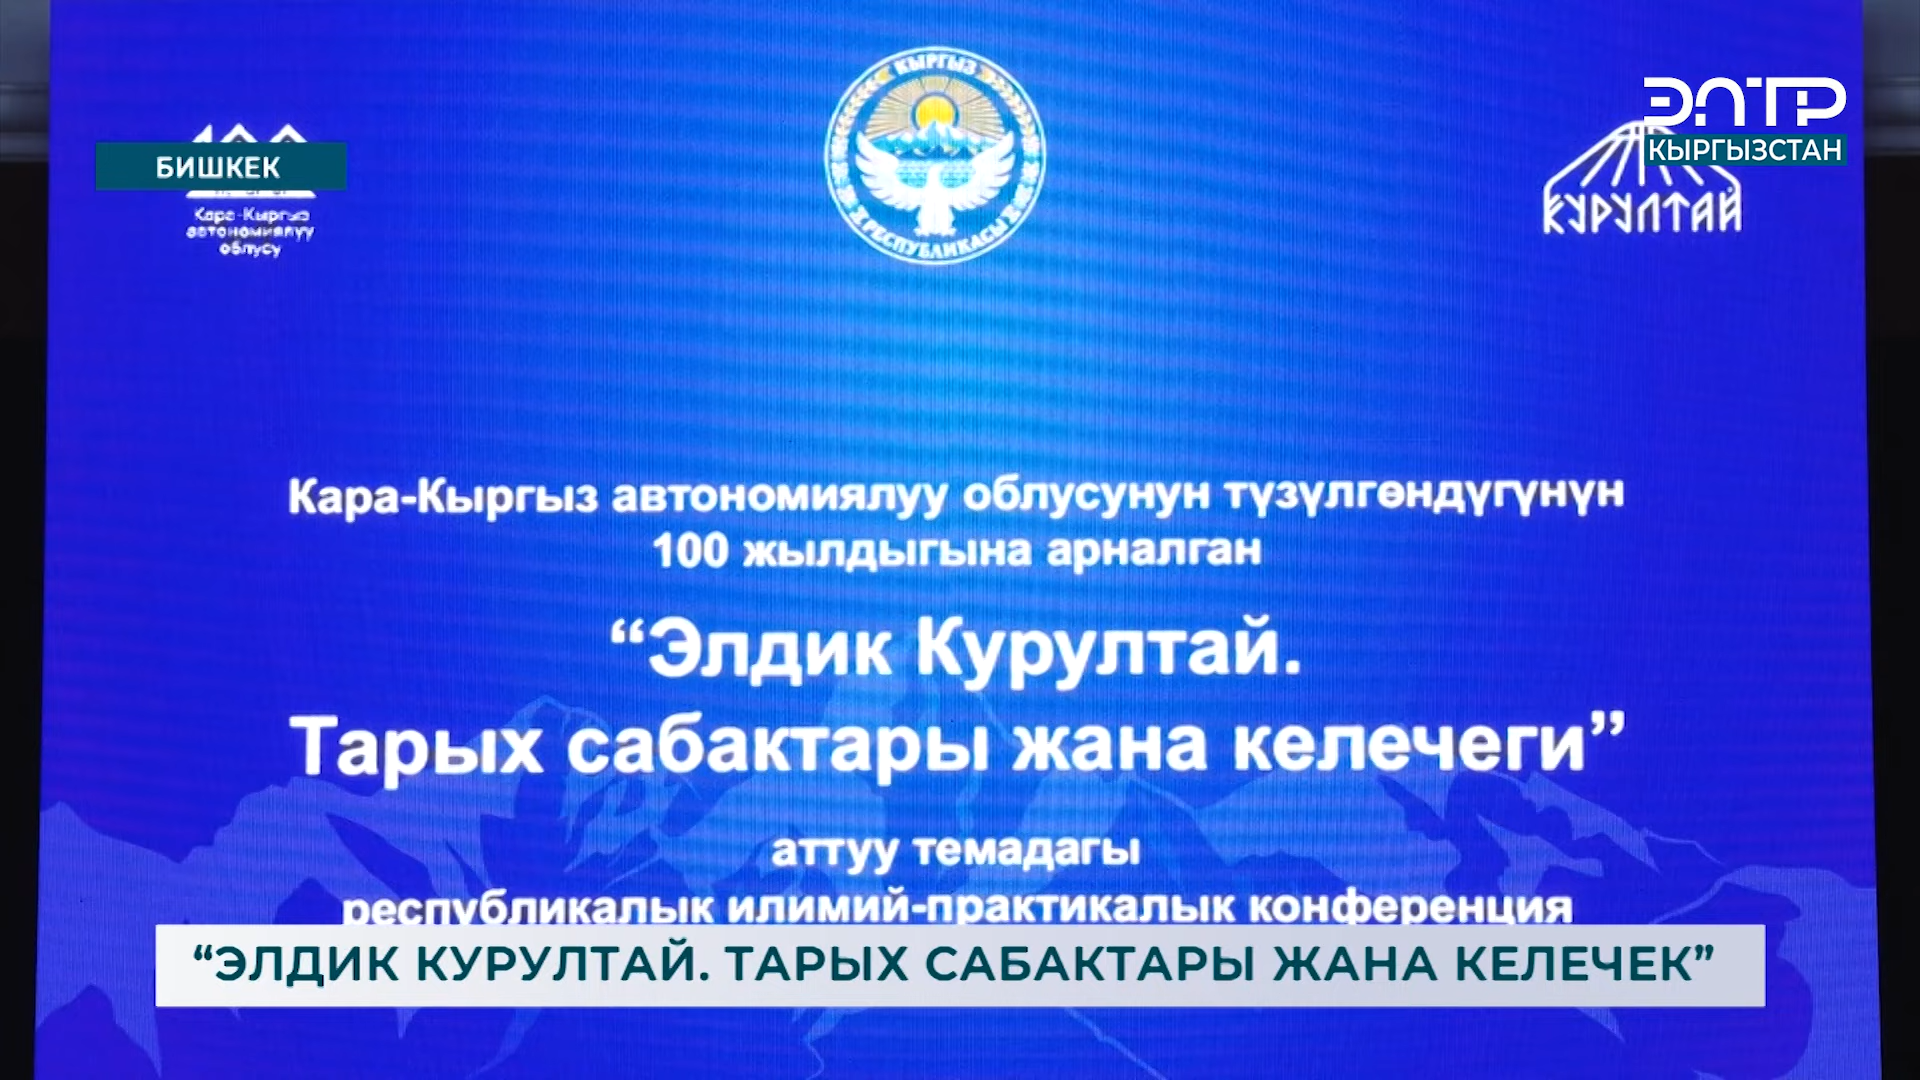 КЫРГЫЗ
РЕСПУБЛИКАСЫ
ЭЛТР
КЫРГЫЗСТАН
БИШКЕК
Кара-Кыргыз
автономиялуу
облусу
КУРУЛТАЙ
Кара-Кыргыз автономиялуу облусунун түзүлгөндүгүнүн
100 жылдыгына арналган
“Элдик Курултай.
Тарых сабактары жана келечеги”
аттуу темадагы
республикалык илимий-практикалык конференция
“ЭЛДИК КУРУЛТАЙ. ТАРЫХ САБАКТАРЫ ЖАНА КЕЛЕЧЕК”